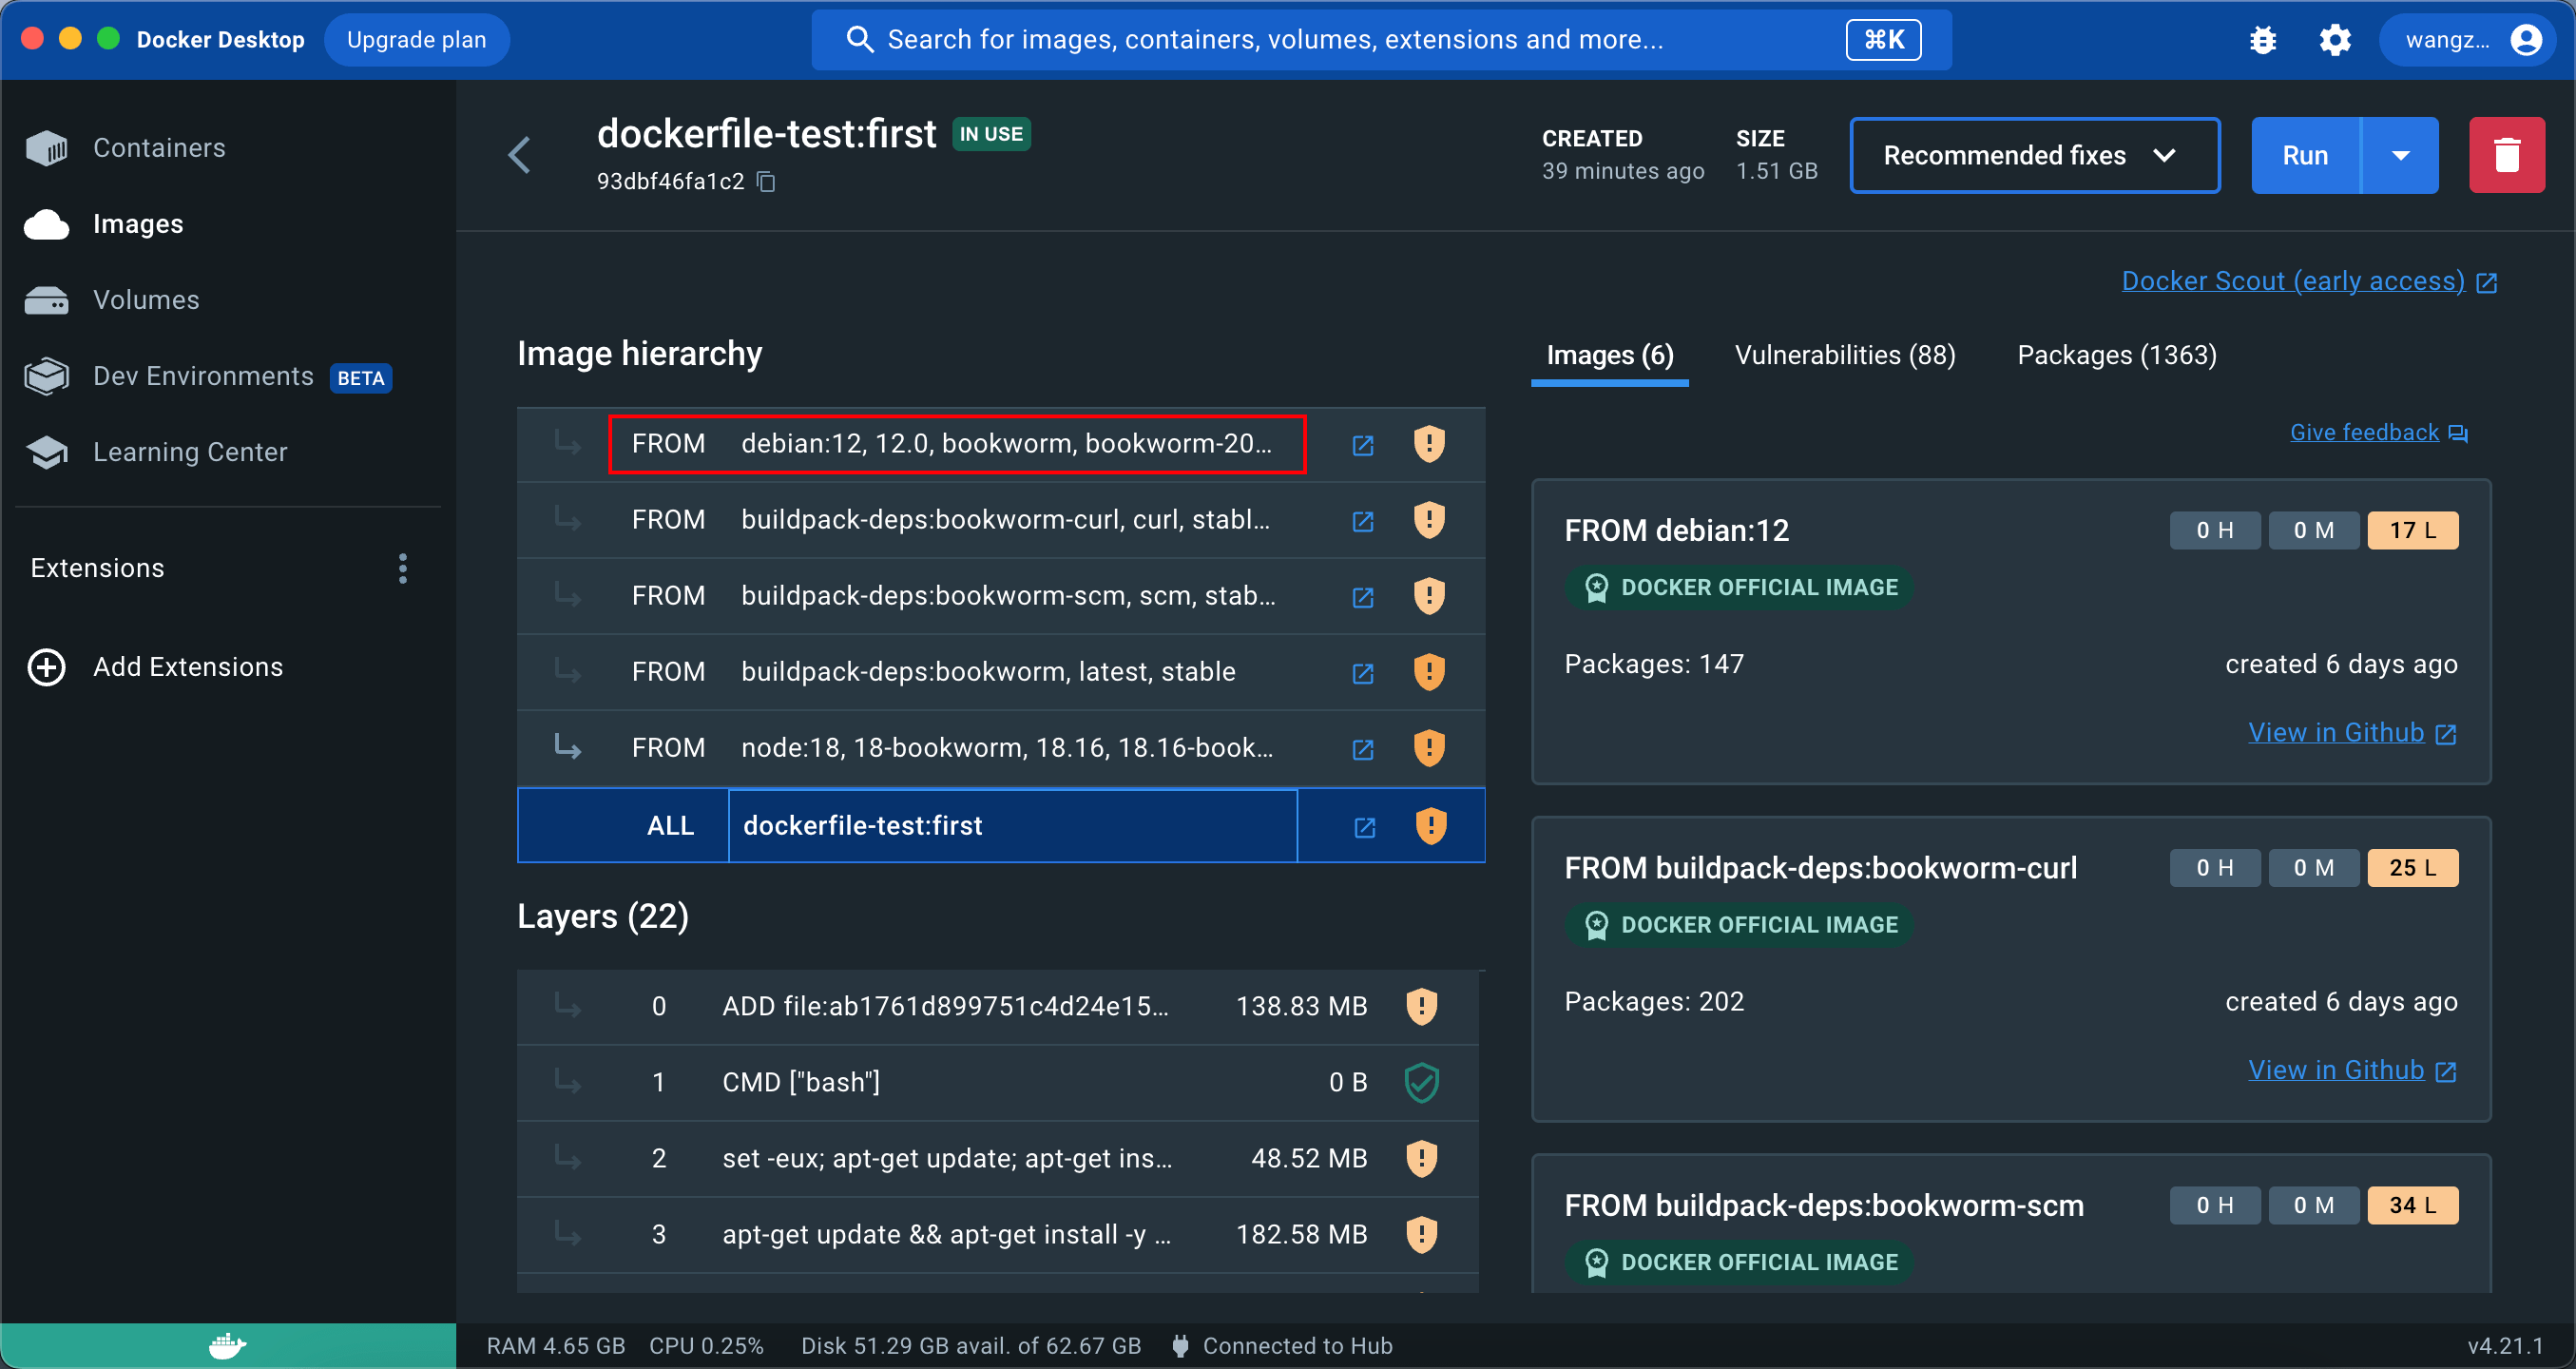 Docker Desktop
Upgrade plan
Search for images, containers, volumes, extensions and more...
⌘K
wangz...
Containers
Images
Volumes
Dev Environments BETA
Learning Center
Extensions
Add Extensions
dockerfile-test:first IN USE
93dbf46fa1c2
CREATED
39 minutes ago
SIZE
1.51 GB
Recommended fixes
Run
Docker Scout (early access)
Image hierarchy
FROM debian:12, 12.0, bookworm, bookworm-20...
FROM buildpack-deps:bookworm-curl, curl, stabl...
FROM buildpack-deps:bookworm-scm, scm, stab...
FROM buildpack-deps:bookworm, latest, stable
FROM node:18, 18-bookworm, 18.16, 18.16-book...
ALL dockerfile-test:first
Layers (22)
0 ADD file:ab1761d899751c4d24e15... 138.83 MB
1 CMD ["bash"] 0 B
2 set -eux; apt-get update; apt-get ins... 48.52 MB
3 apt-get update && apt-get install -y ... 182.58 MB
Images (6) Vulnerabilities (88) Packages (1363)
Give feedback
FROM debian:12 0 H 0 M 17 L
DOCKER OFFICIAL IMAGE
Packages: 147 created 6 days ago
View in Github
FROM buildpack-deps:bookworm-curl 0 H 0 M 25 L
DOCKER OFFICIAL IMAGE
Packages: 202 created 6 days ago
View in Github
FROM buildpack-deps:bookworm-scm 0 H 0 M 34 L
DOCKER OFFICIAL IMAGE
RAM 4.65 GB CPU 0.25% Disk 51.29 GB avail. of 62.67 GB Connected to Hub v4.21.1